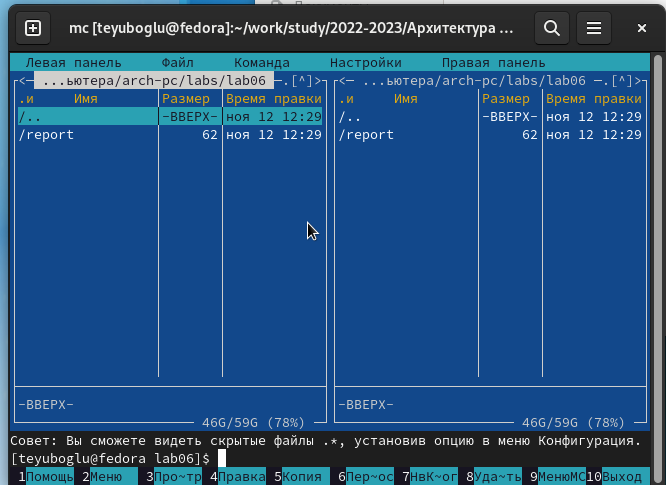 mc [teyuboglu@fedora]:~/work/study/2022-2023/Архитектура ...
Левая панель Файл Команда Настройки Правая панель
<─ ...ьютера/arch-pc/labs/lab06 ─.[^]> <─ ...ьютера/arch-pc/labs/lab06 ─.[^]>
.и Имя Размер Время правки .и Имя Размер Время правки
/.. -ВВЕРХ- ноя 12 12:29 /.. -ВВЕРХ- ноя 12 12:29
/report 62 ноя 12 12:29 /report 62 ноя 12 12:29
-ВВЕРХ- -ВВЕРХ-
46G/59G (78%) 46G/59G (78%)
Совет: Вы сможете видеть скрытые файлы .*, установив опцию в меню Конфигурация.
[teyuboglu@fedora lab06]$
1Помощь 2Меню 3Про~тр 4Правка 5Копия 6Пер~ос 7НвК~ог 8Уда~ть 9МенюMC 10Выход